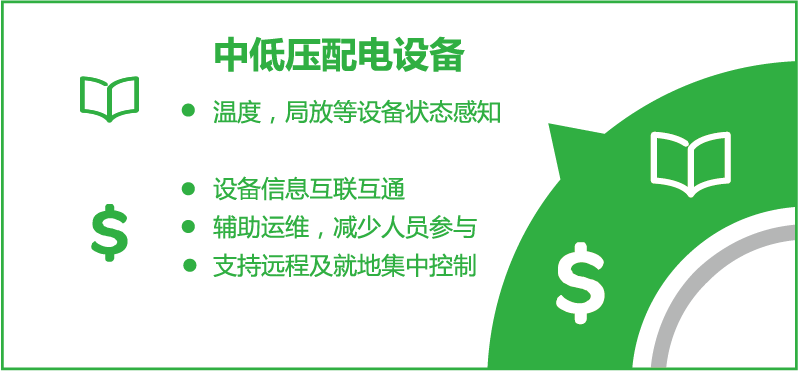 中低压配电设备
温度，局放等设备状态感知
设备信息互联互通
辅助运维，减少人员参与
支持远程及就地集中控制